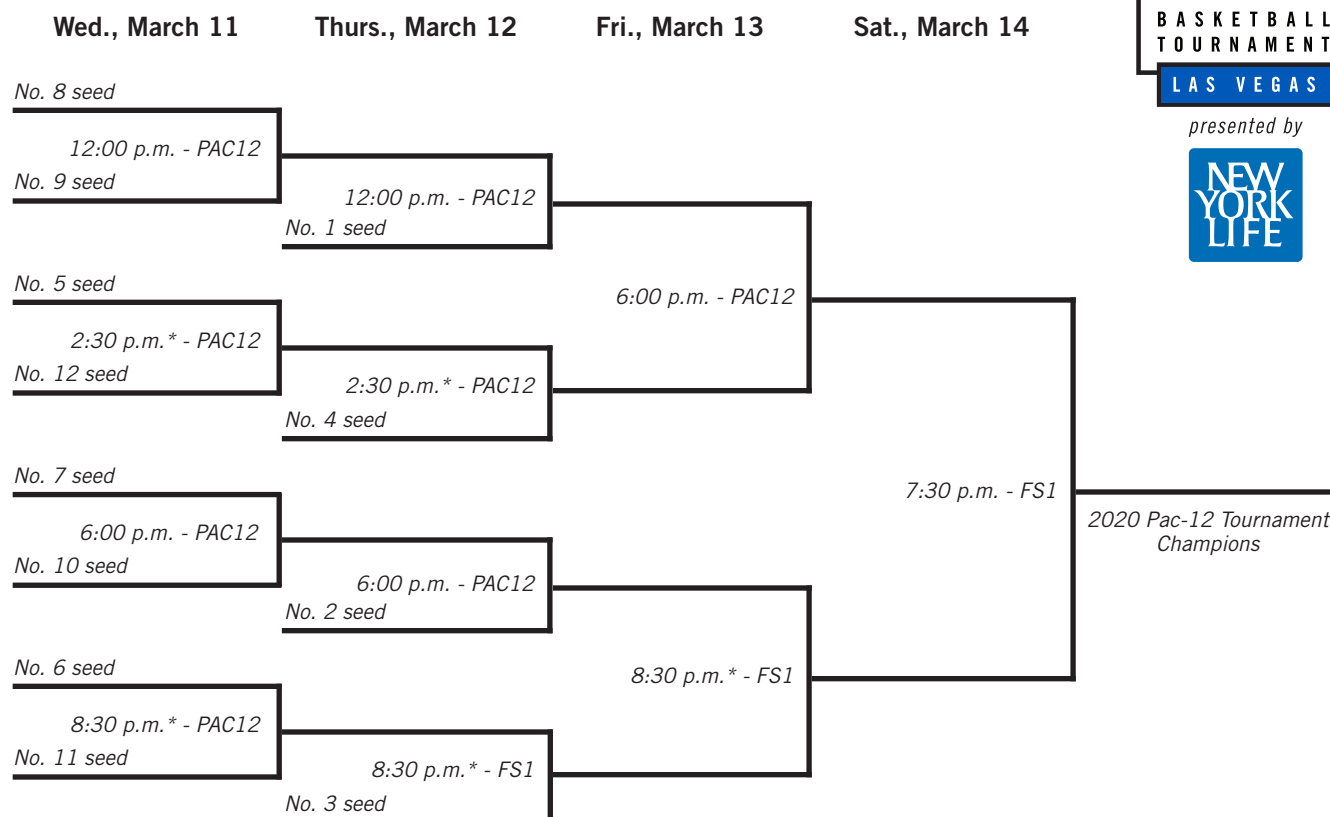 Wed., March 11
Thurs., March 12
Fri., March 13
Sat., March 14
BASKETBALL
TOURNAMENT
LAS VEGAS
presented by
NEW
YORK
LIFE
No. 8 seed
12:00 p.m. - PAC12
No. 9 seed
12:00 p.m. - PAC12
No. 1 seed
No. 5 seed
6:00 p.m. - PAC12
2:30 p.m.* - PAC12
No. 12 seed
2:30 p.m.* - PAC12
No. 4 seed
No. 7 seed
7:30 p.m. - FS1
2020 Pac-12 Tournament
Champions
6:00 p.m. - PAC12
No. 10 seed
6:00 p.m. - PAC12
No. 2 seed
No. 6 seed
8:30 p.m.* - FS1
8:30 p.m.* - PAC12
No. 11 seed
8:30 p.m.* - FS1
No. 3 seed